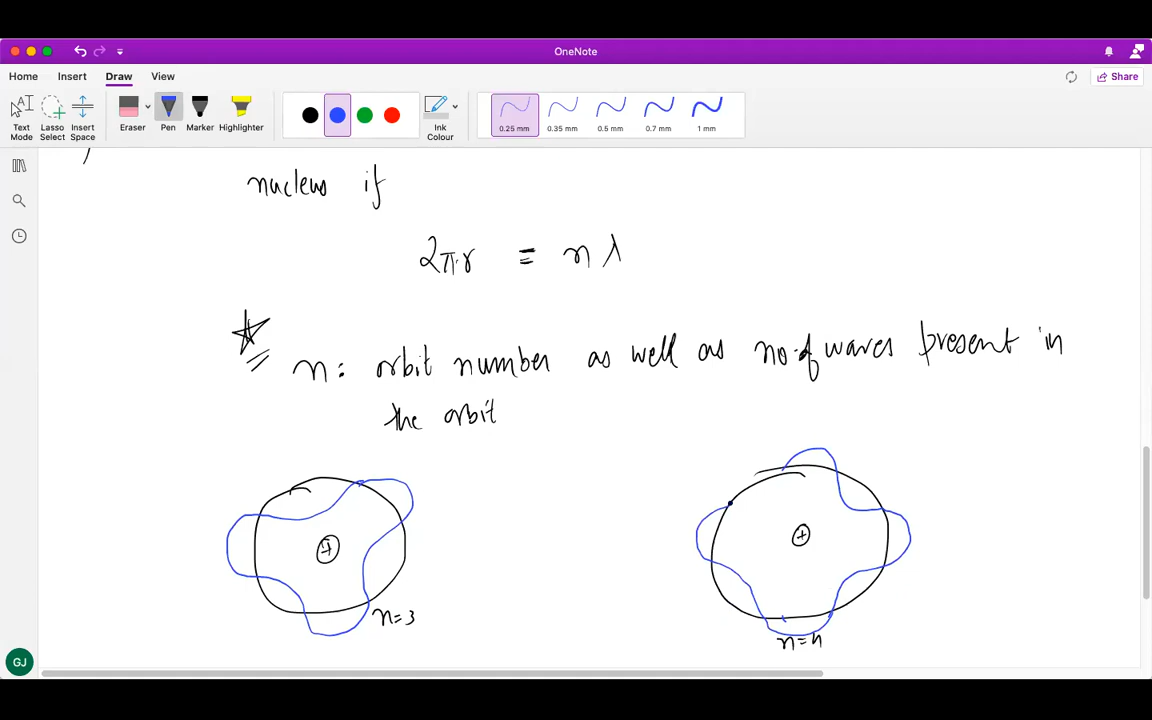 OneNote
Home Insert Draw View
Share
Text Mode
Lasso Select
Insert Space
Eraser
Pen
Marker
Highlighter
Ink Colour
0.25 mm
0.35 mm
0.5 mm
0.7 mm
1 mm
nucleus if
2πr = nλ
n: orbit number as well as no. of waves present in
the orbit
+
+
n=3
n=4
GJ